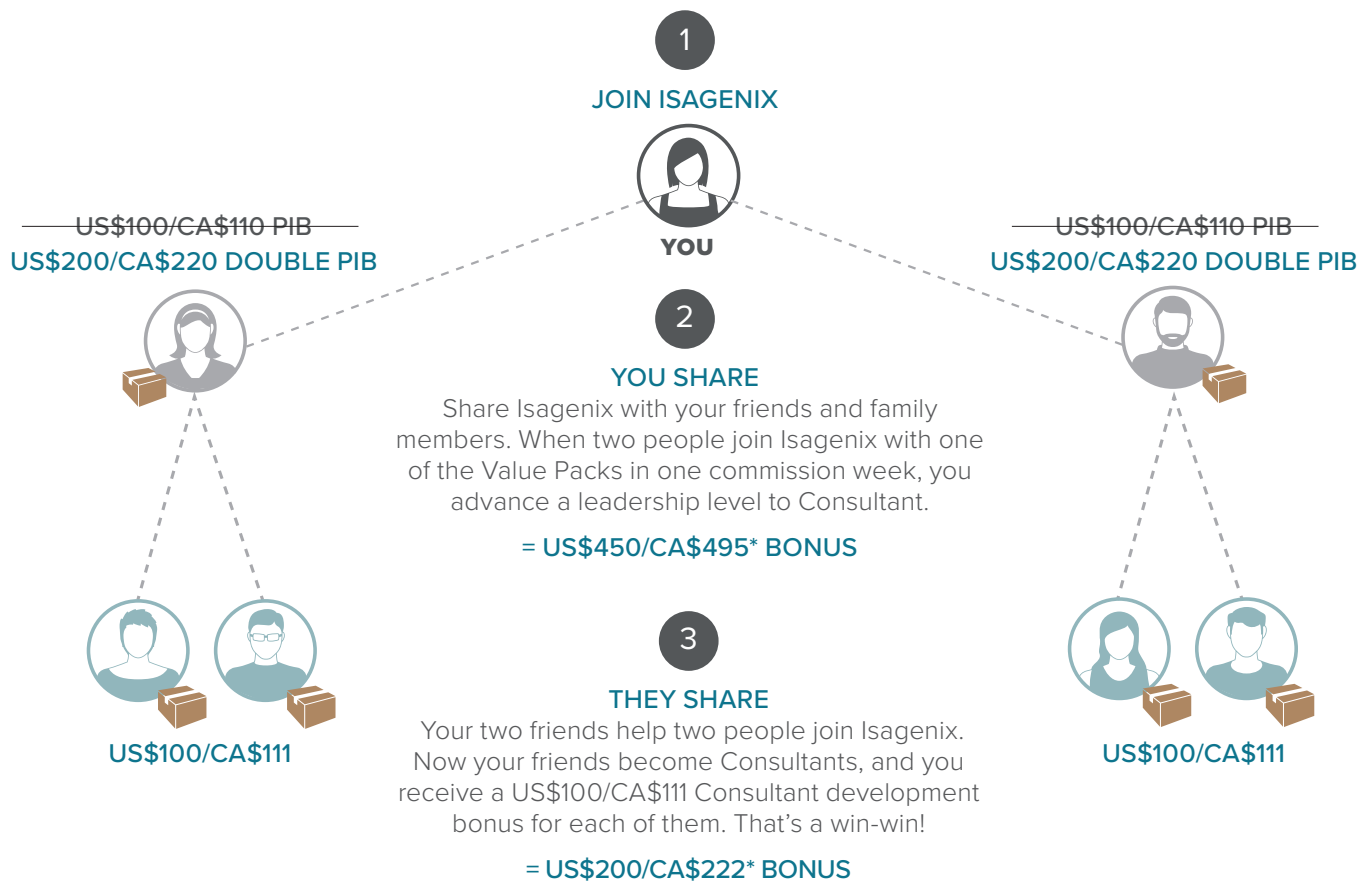 1
JOIN ISAGENIX
YOU
US$100/CA$110 PIB
US$200/CA$220 DOUBLE PIB
US$100/CA$110 PIB
US$200/CA$220 DOUBLE PIB
2
YOU SHARE
Share Isagenix with your friends and family
members. When two people join Isagenix with one
of the Value Packs in one commission week, you
advance a leadership level to Consultant.
= US$450/CA$495* BONUS
3
THEY SHARE
Your two friends help two people join Isagenix.
Now your friends become Consultants, and you
receive a US$100/CA$111 Consultant development
bonus for each of them. That’s a win-win!
= US$200/CA$222* BONUS
US$100/CA$111
US$100/CA$111